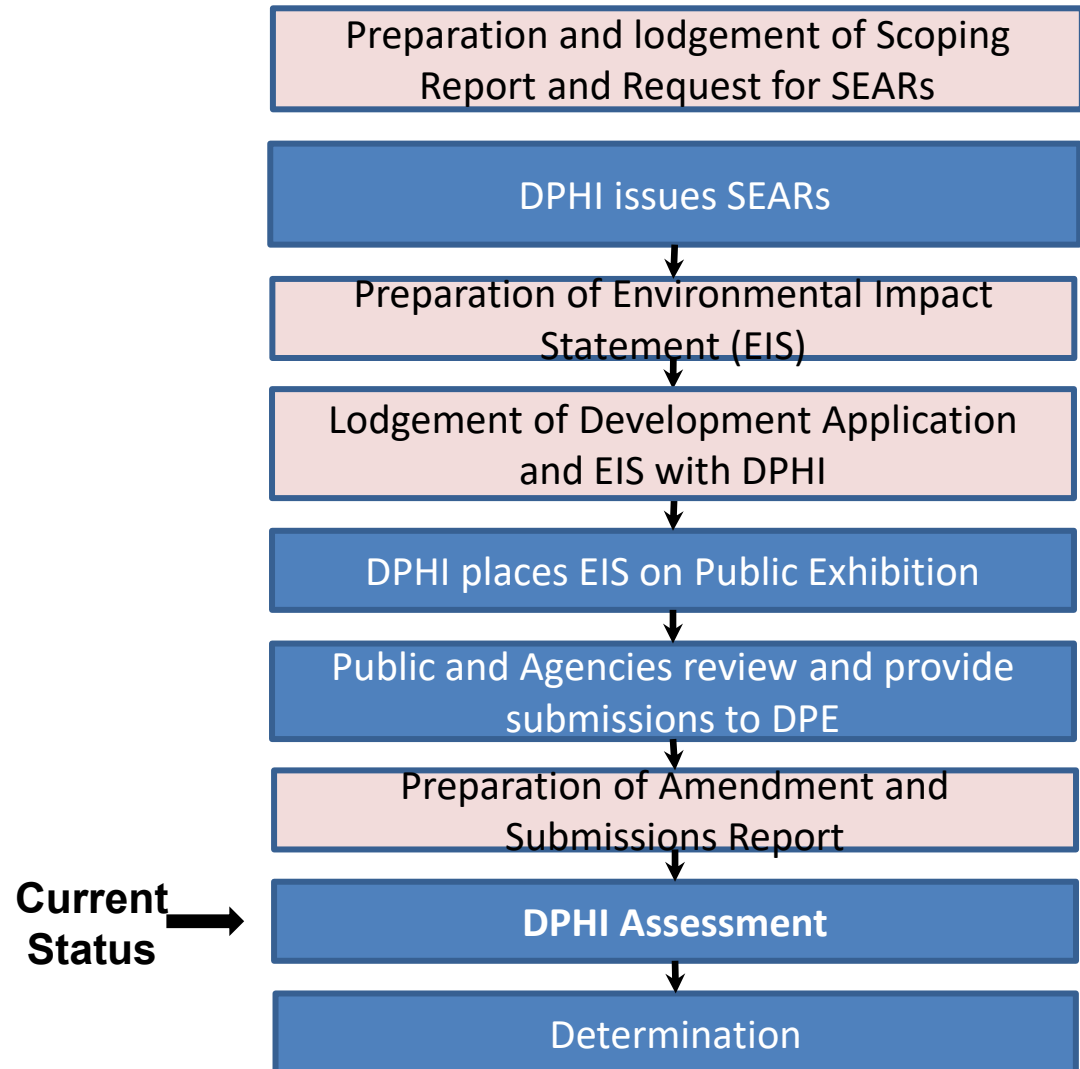 Preparation and lodgement of Scoping
Report and Request for SEARs
DPHI issues SEARs
Preparation of Environmental Impact
Statement (EIS)
Lodgement of Development Application
and EIS with DPHI
DPHI places EIS on Public Exhibition
Public and Agencies review and provide
submissions to DPE
Preparation of Amendment and
Submissions Report
Current
Status
DPHI Assessment
Determination